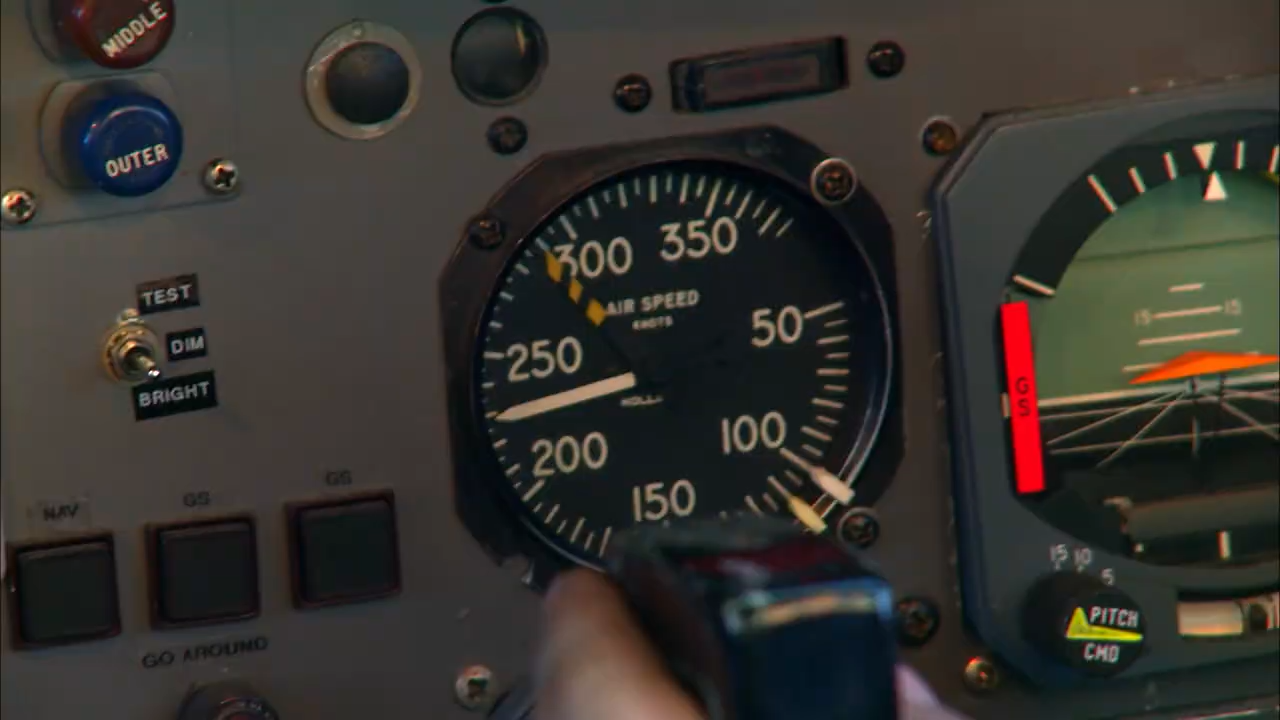 MIDDLE
OUTER
TEST
DIM
BRIGHT
NAV
GS
GS
GO AROUND
300 350
AIR SPEED
KNOTS
50
250
200
100
150
GS
15 15
15 10
5
PITCH
CMD